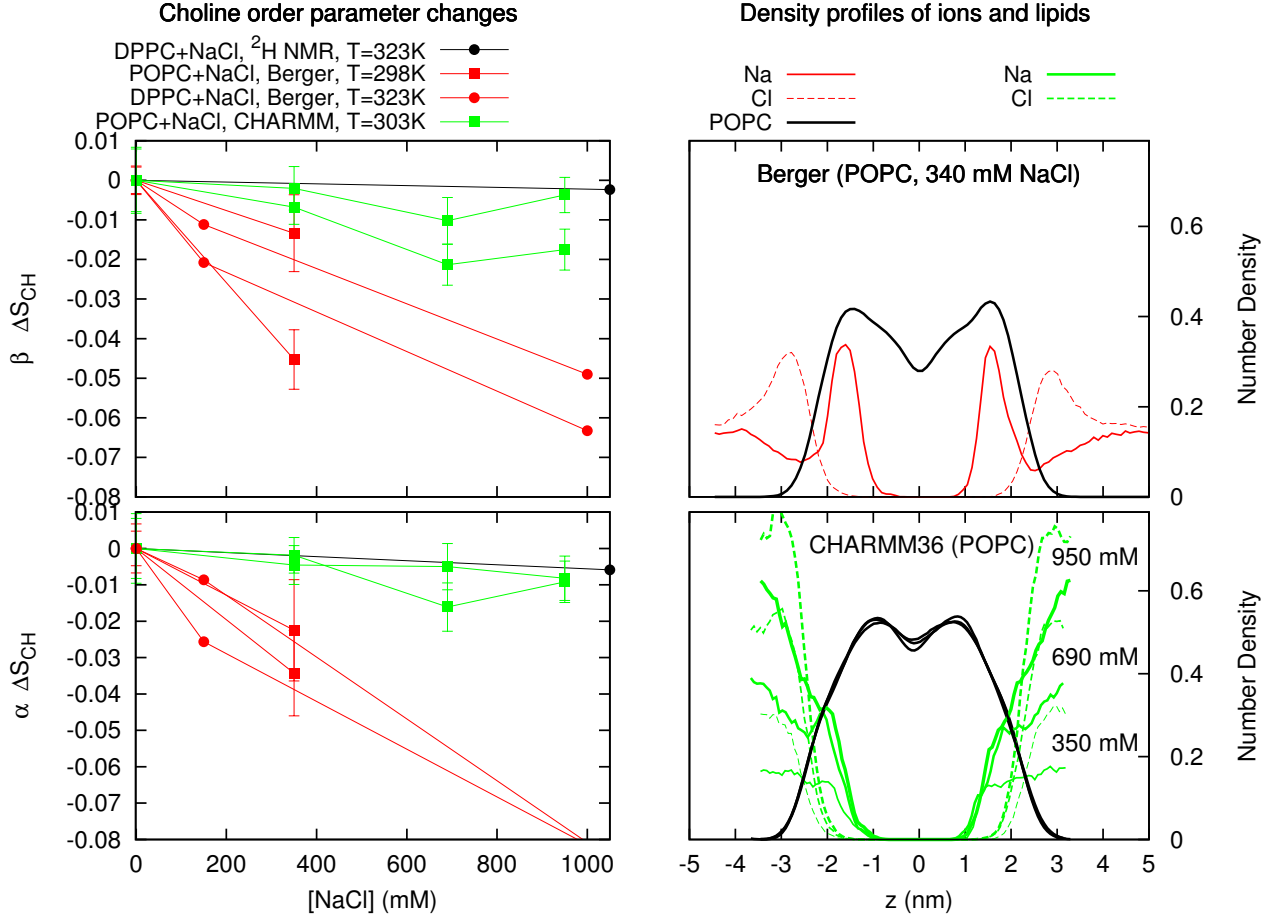 Choline order parameter changes
DPPC+NaCl, ²H NMR, T=323K
POPC+NaCl, Berger, T=298K
DPPC+NaCl, Berger, T=323K
POPC+NaCl, CHARMM, T=303K
0.01
0
-0.01
-0.02
-0.03
-0.04
-0.05
-0.06
-0.07
-0.08
β ΔS_CH
0.01
0
-0.01
-0.02
-0.03
-0.04
-0.05
-0.06
-0.07
-0.08
α ΔS_CH
0 200 400 600 800 1000
[NaCl] (mM)
Density profiles of ions and lipids
Na
Cl
POPC
Na
Cl
Berger (POPC, 340 mM NaCl)
0.6
0.4
0.2
0
Number Density
CHARMM36 (POPC)
950 mM
690 mM
350 mM
0.6
0.4
0.2
0
Number Density
-5 -4 -3 -2 -1 0 1 2 3 4 5
z (nm)